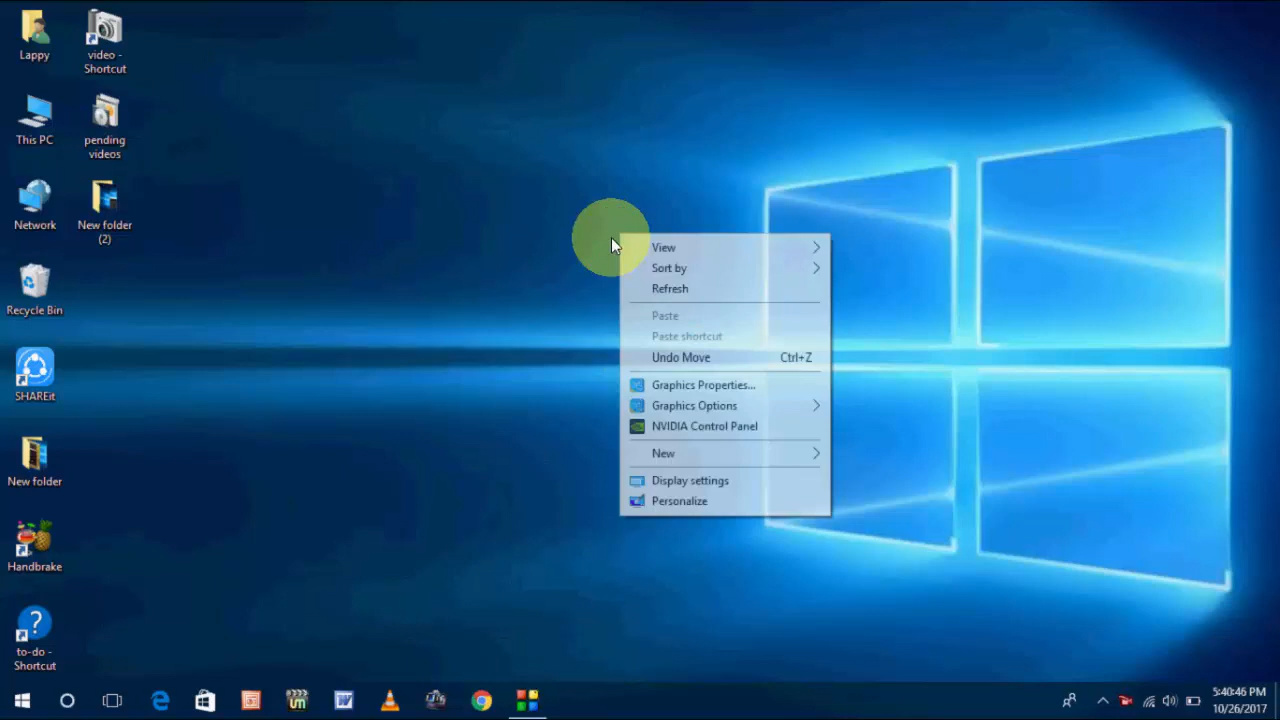 Lappy
video -
Shortcut
This PC
pending
videos
Network
New folder
(2)
Recycle Bin
SHAREit
New folder
Handbrake
to-do -
Shortcut
View
Sort by
Refresh
Paste
Paste shortcut
Undo Move Ctrl+Z
Graphics Properties...
Graphics Options
NVIDIA Control Panel
New
Display settings
Personalize
5:40:46 PM
10/26/2017